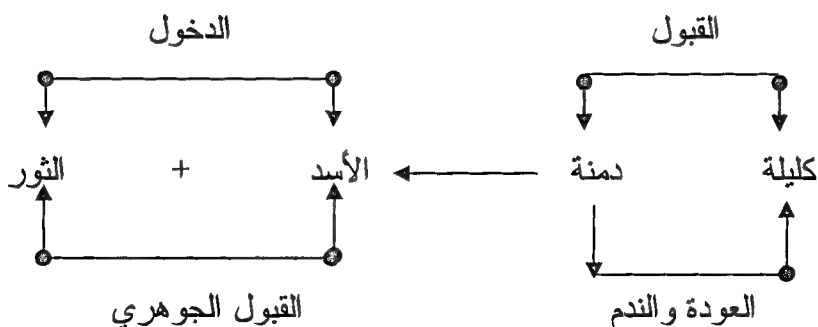 القبول الدخول
كليلة دمنة الأسد + الثور
العودة والندم القبول الجوهري